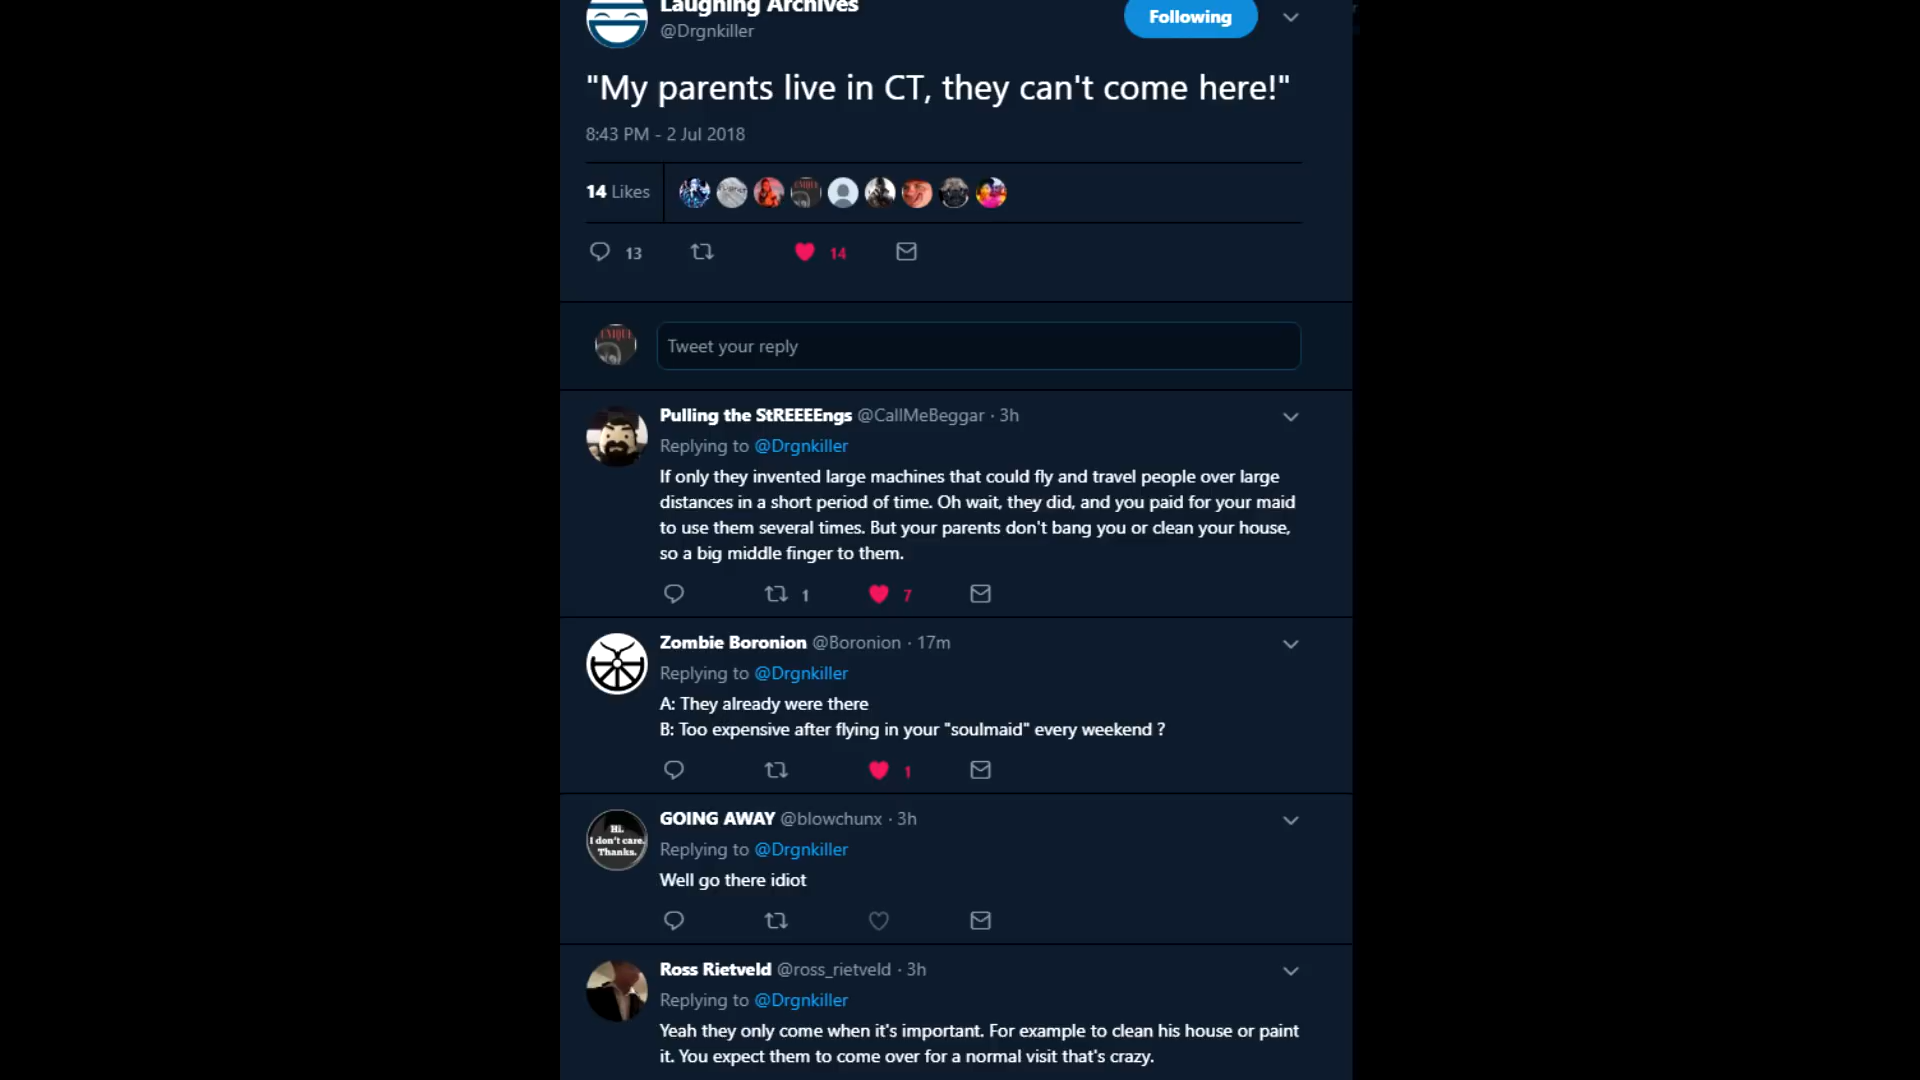 Laughing Archives
@Drgnkiller
Following
"My parents live in CT, they can't come here!"
8:43 PM - 2 Jul 2018
14 Likes
13
14
Tweet your reply
Pulling the StREEEEngs @CallMeBeggar · 3h
Replying to @Drgnkiller
If only they invented large machines that could fly and travel people over large
distances in a short period of time. Oh wait, they did, and you paid for your maid
to use them several times. But your parents don't bang you or clean your house,
so a big middle finger to them.
1
7
Zombie Boronion @Boronion · 17m
Replying to @Drgnkiller
A: They already were there
B: Too expensive after flying in your "soulmaid" every weekend ?
1
Hi.
I don't care.
Thanks.
GOING AWAY @blowchunx · 3h
Replying to @Drgnkiller
Well go there idiot
Ross Rietveld @ross_rietveld · 3h
Replying to @Drgnkiller
Yeah they only come when it's important. For example to clean his house or paint
it. You expect them to come over for a normal visit that's crazy.